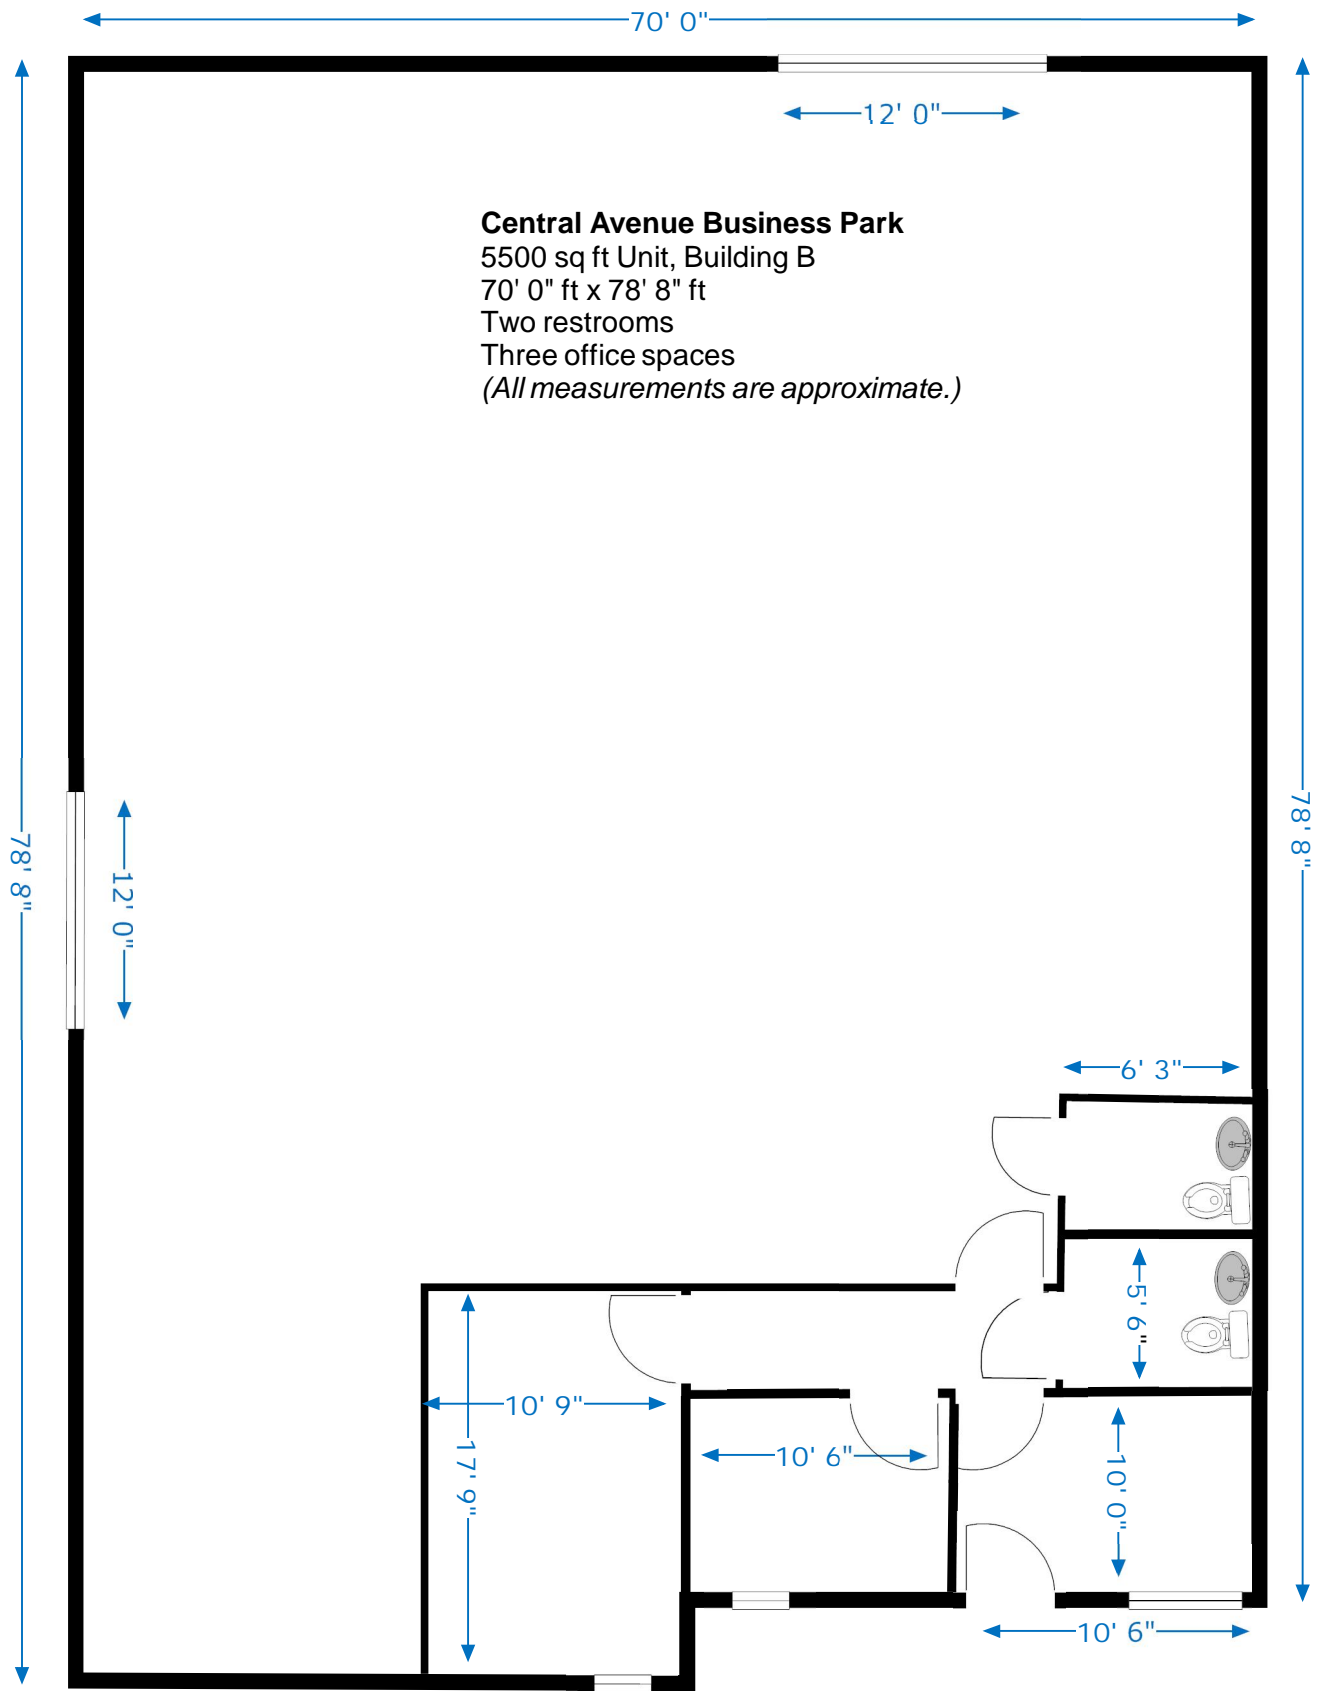 70' 0"
12' 0"
Central Avenue Business Park
5500 sq ft Unit, Building B
70' 0" ft x 78' 8" ft
Two restrooms
Three office spaces
(All measurements are approximate.)
78' 8"
12' 0"
78' 8"
6' 3"
5' 6"
10' 9"
17' 9"
10' 6"
10' 0"
10' 6"